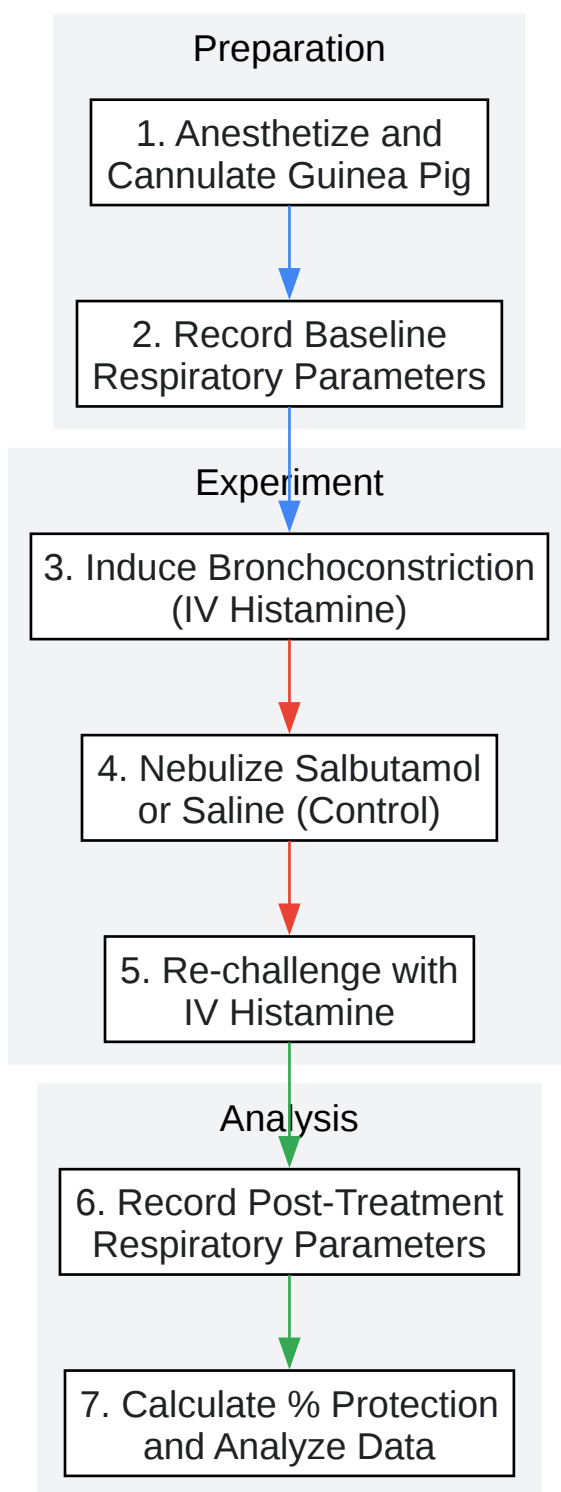 Preparation
1. Anesthetize and
Cannulate Guinea Pig
2. Record Baseline
Respiratory Parameters
Experiment
3. Induce Bronchoconstriction
(IV Histamine)
4. Nebulize Salbutamol
or Saline (Control)
5. Re-challenge with
IV Histamine
Analysis
6. Record Post-Treatment
Respiratory Parameters
7. Calculate % Protection
and Analyze Data